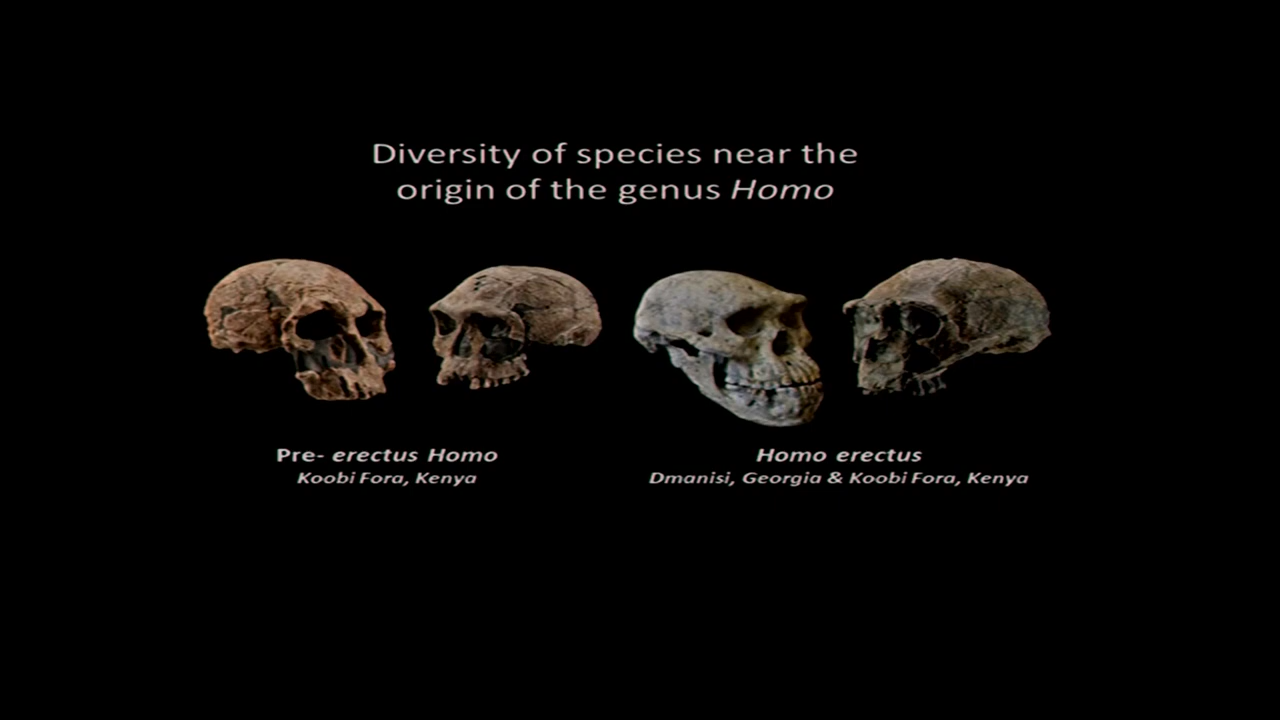 Diversity of species near the
origin of the genus Homo
Pre- erectus Homo
Koobi Fora, Kenya
Homo erectus
Dmanisi, Georgia & Koobi Fora, Kenya